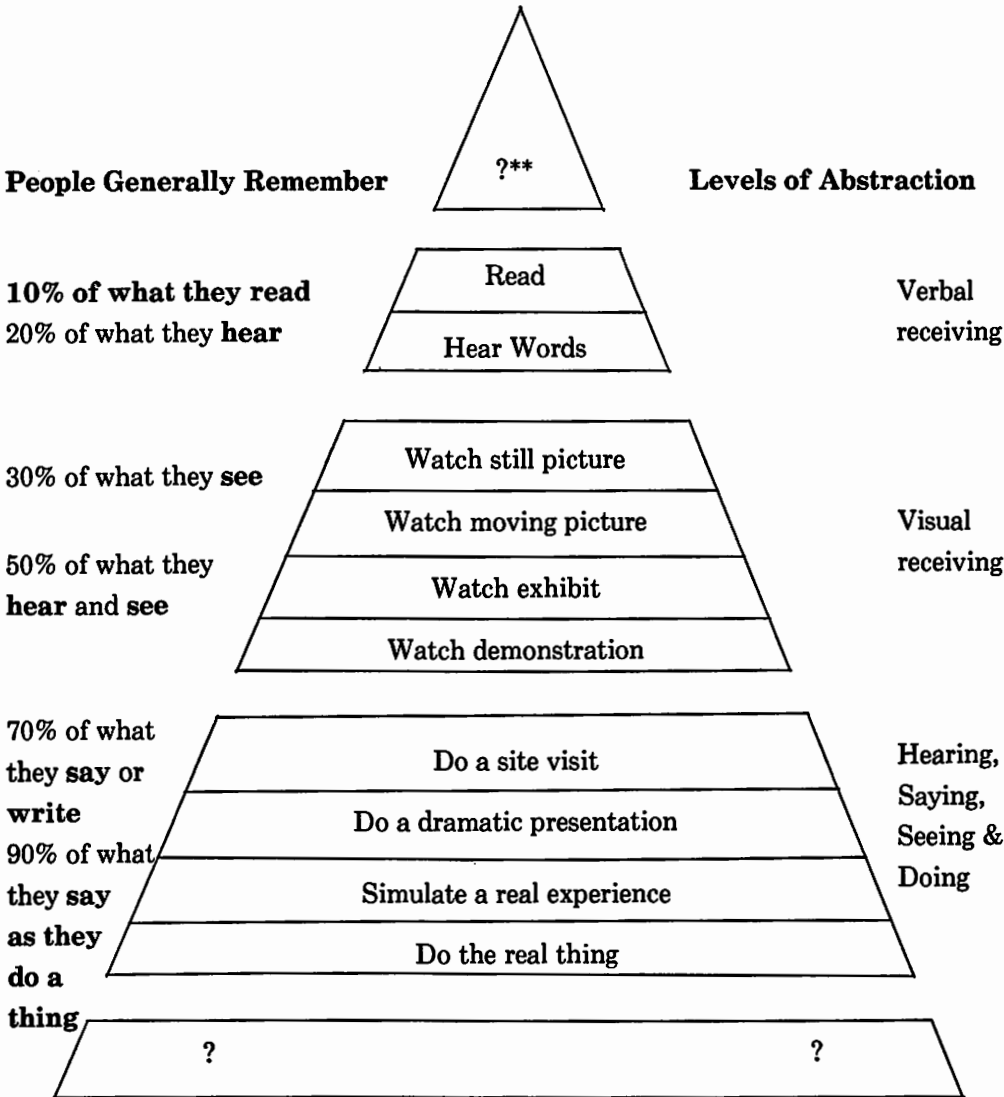 ?**
People Generally Remember
Levels of Abstraction
10% of what they read
20% of what they hear
Read
Hear Words
Verbal
receiving
30% of what they see
50% of what they
hear and see
Watch still picture
Watch moving picture
Watch exhibit
Watch demonstration
Visual
receiving
70% of what
they say or
write
90% of what
they say
as they
do a
thing
Do a site visit
Do a dramatic presentation
Simulate a real experience
Do the real thing
Hearing,
Saying,
Seeing &
Doing
?
?